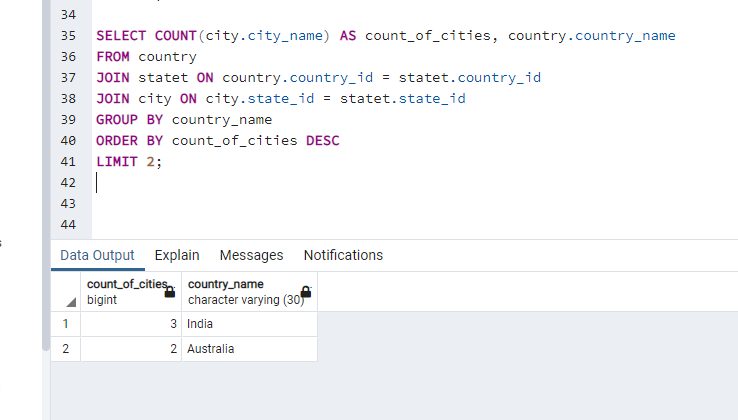 34
35 SELECT COUNT(city.city_name) AS count_of_cities, country.country_name
36 FROM country
37 JOIN statet ON country.country_id = statet.country_id
38 JOIN city ON city.state_id = statet.state_id
39 GROUP BY country_name
40 ORDER BY count_of_cities DESC
41 LIMIT 2;
42
43
44
Data Output Explain Messages Notifications
count_of_cities country_name
bigint character varying (30)
1 3 India
2 2 Australia